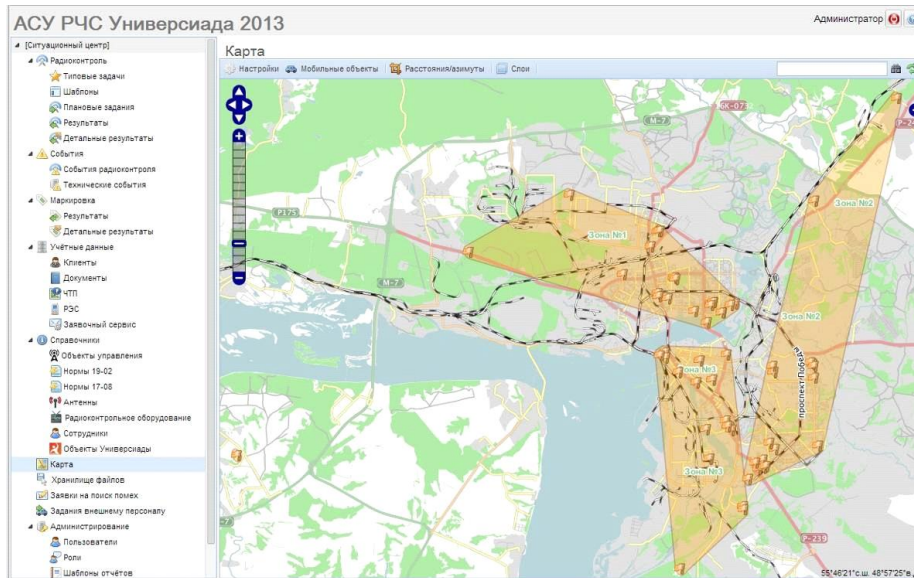 АСУ РЧС Универсиада 2013
Администратор
[Ситуационный центр]
Радиоконтроль
Типовые задачи
Шаблоны
Плановые задания
Результаты
Детальные результаты
События
События радиоконтроля
Технические события
Маркировка
Результаты
Детальные результаты
Учётные данные
Клиенты
Документы
ЧТП
РЭС
Заявочный сервис
Справочники
Объекты управления
Нормы 19-02
Нормы 17-08
Антенны
Радиоконтрольное оборудование
Сотрудники
Объекты Универсиады
Карта
Хранилище файлов
Заявки на поиск помех
Задания внешнему персоналу
Администрирование
Пользователи
Роли
Шаблоны отчётов
Карта
Настройки Мобильные объекты Расстояния/азимуты Слои
М-7
Р175
Зона №1
Зона №2
М-7
Зона №2
Зона №3
проспект Победы
Зона №3
Р-239
55°46'21"с.ш. 48°57'25"в